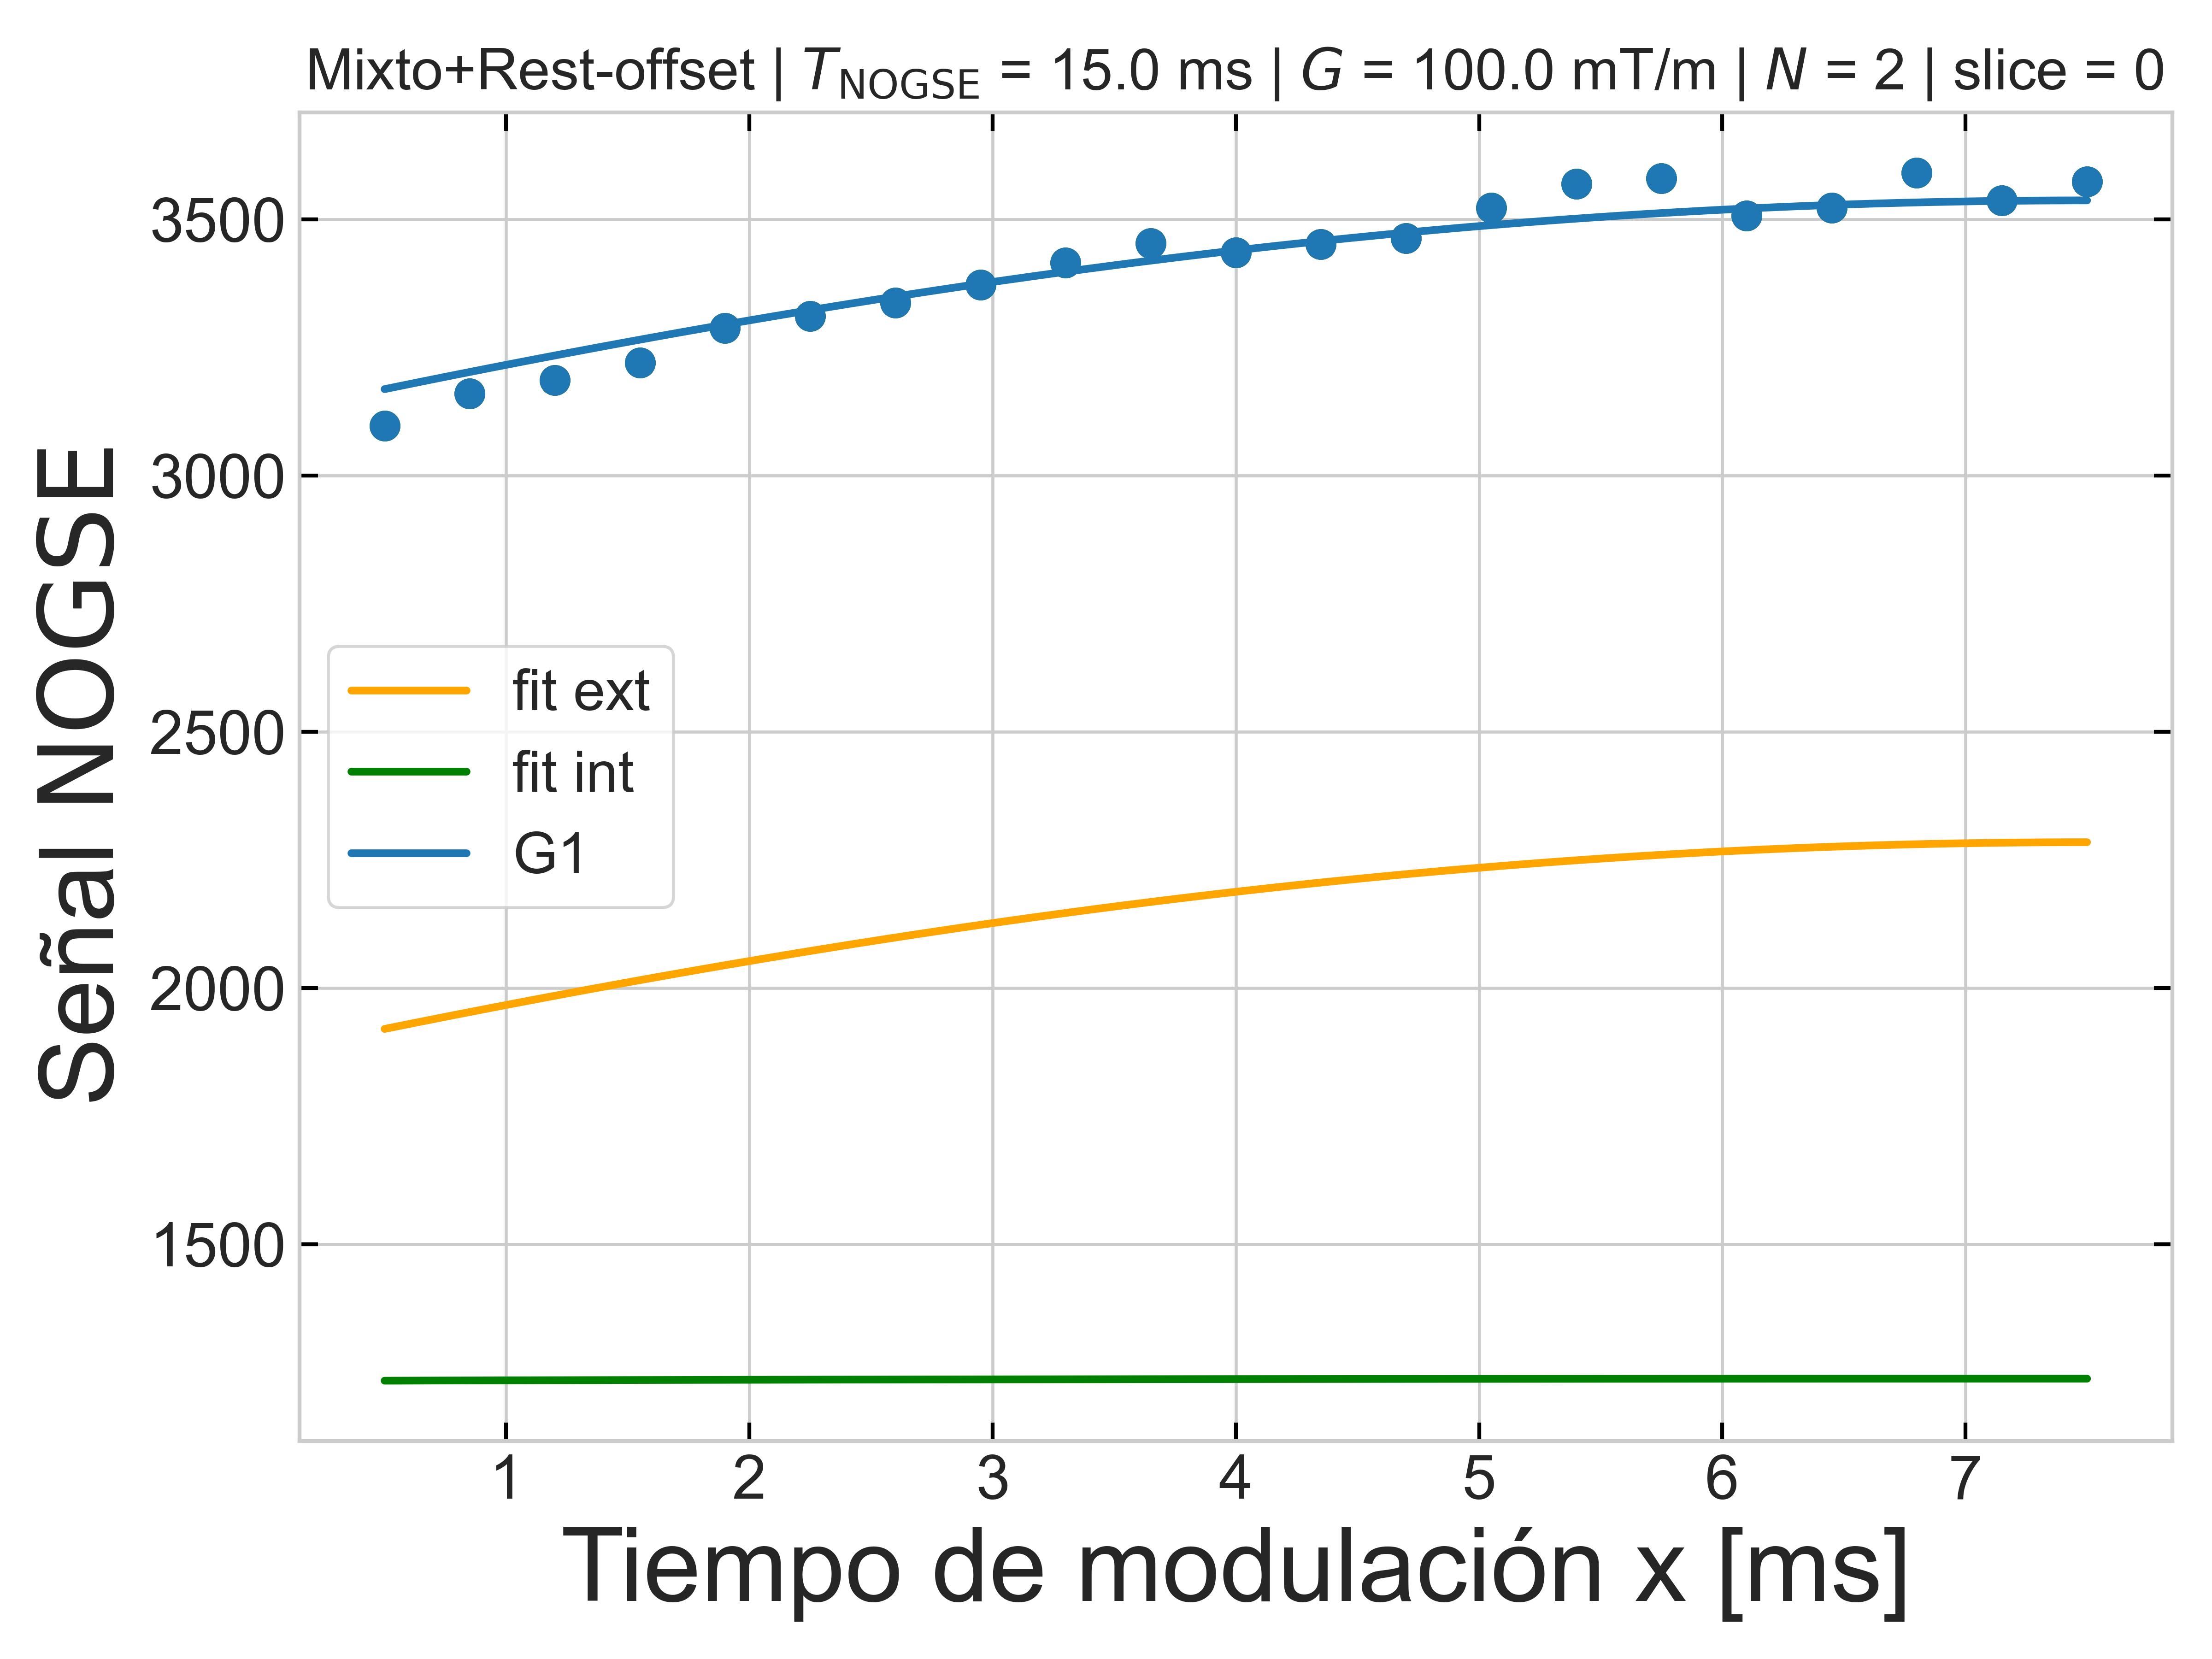 Mixto+Rest-offset | T_NOGSE = 15.0 ms | G = 100.0 mT/m | N = 2 | slice = 0
Señal NOGSE
3500
3000
2500
2000
1500
fit ext
fit int
G1
1 2 3 4 5 6 7
Tiempo de modulación x [ms]